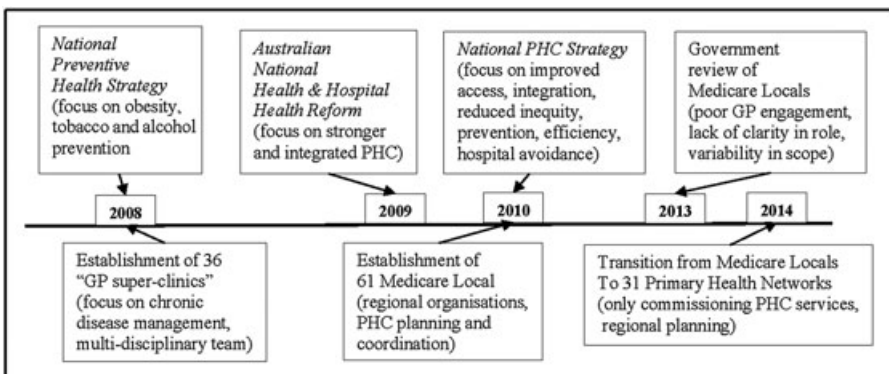 National
Preventive
Health Strategy
(focus on obesity,
tobacco and alcohol
prevention
Australian
National
Health & Hospital
Health Reform
(focus on stronger
and integrated PHC)
National PHC Strategy
(focus on improved
access, integration,
reduced inequity,
prevention, efficiency,
hospital avoidance)
Government
review of
Medicare Locals
(poor GP engagement,
lack of clarity in role,
variability in scope)
2008
2009
2010
2013
2014
Establishment of 36
“GP super-clinics”
(focus on chronic
disease management,
multi-disciplinary team)
Establishment of
61 Medicare Local
(regional organisations,
PHC planning and
coordination)
Transition from Medicare Locals
To 31 Primary Health Networks
(only commissioning PHC services,
regional planning)